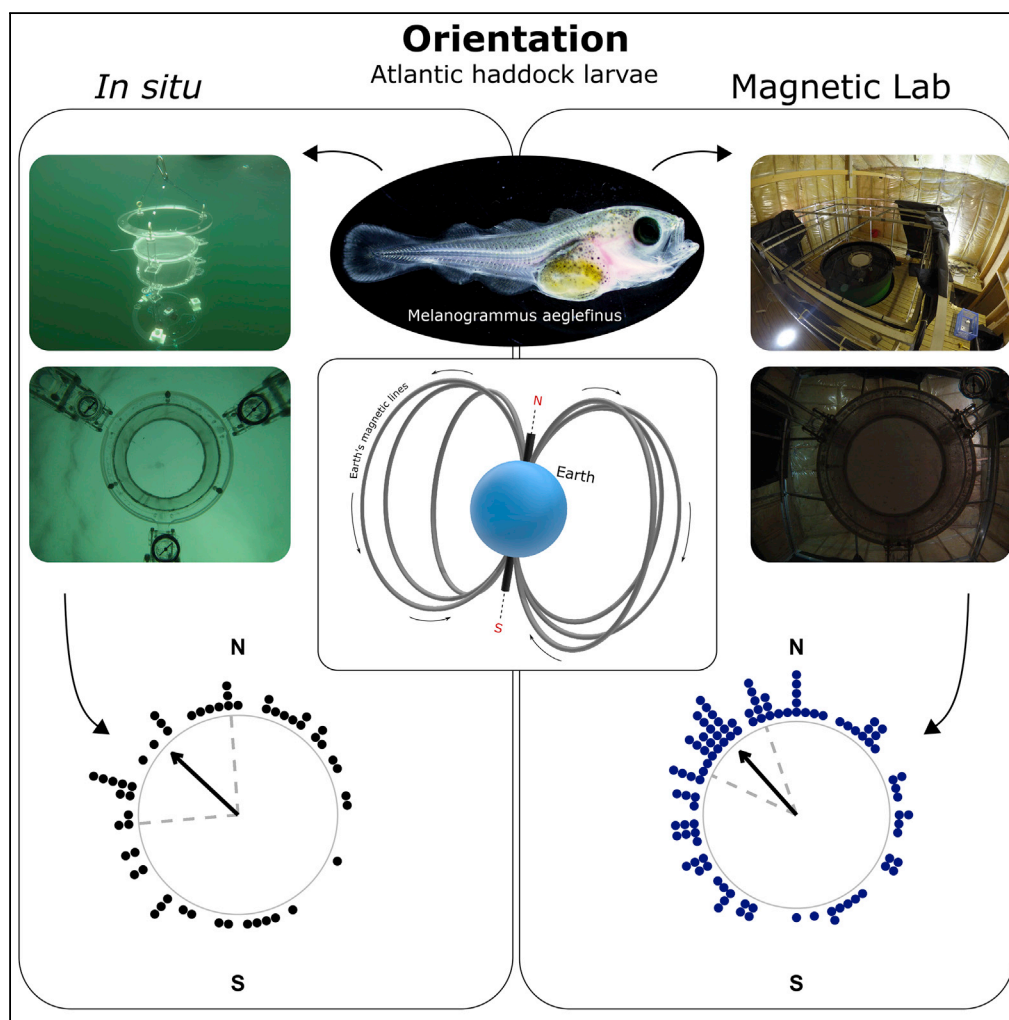 Orientation
Atlantic haddock larvae
In situ
Magnetic Lab
Melanogrammus aeglefinus
Earth's magnetic lines
N
Earth
S
N
N
S
S